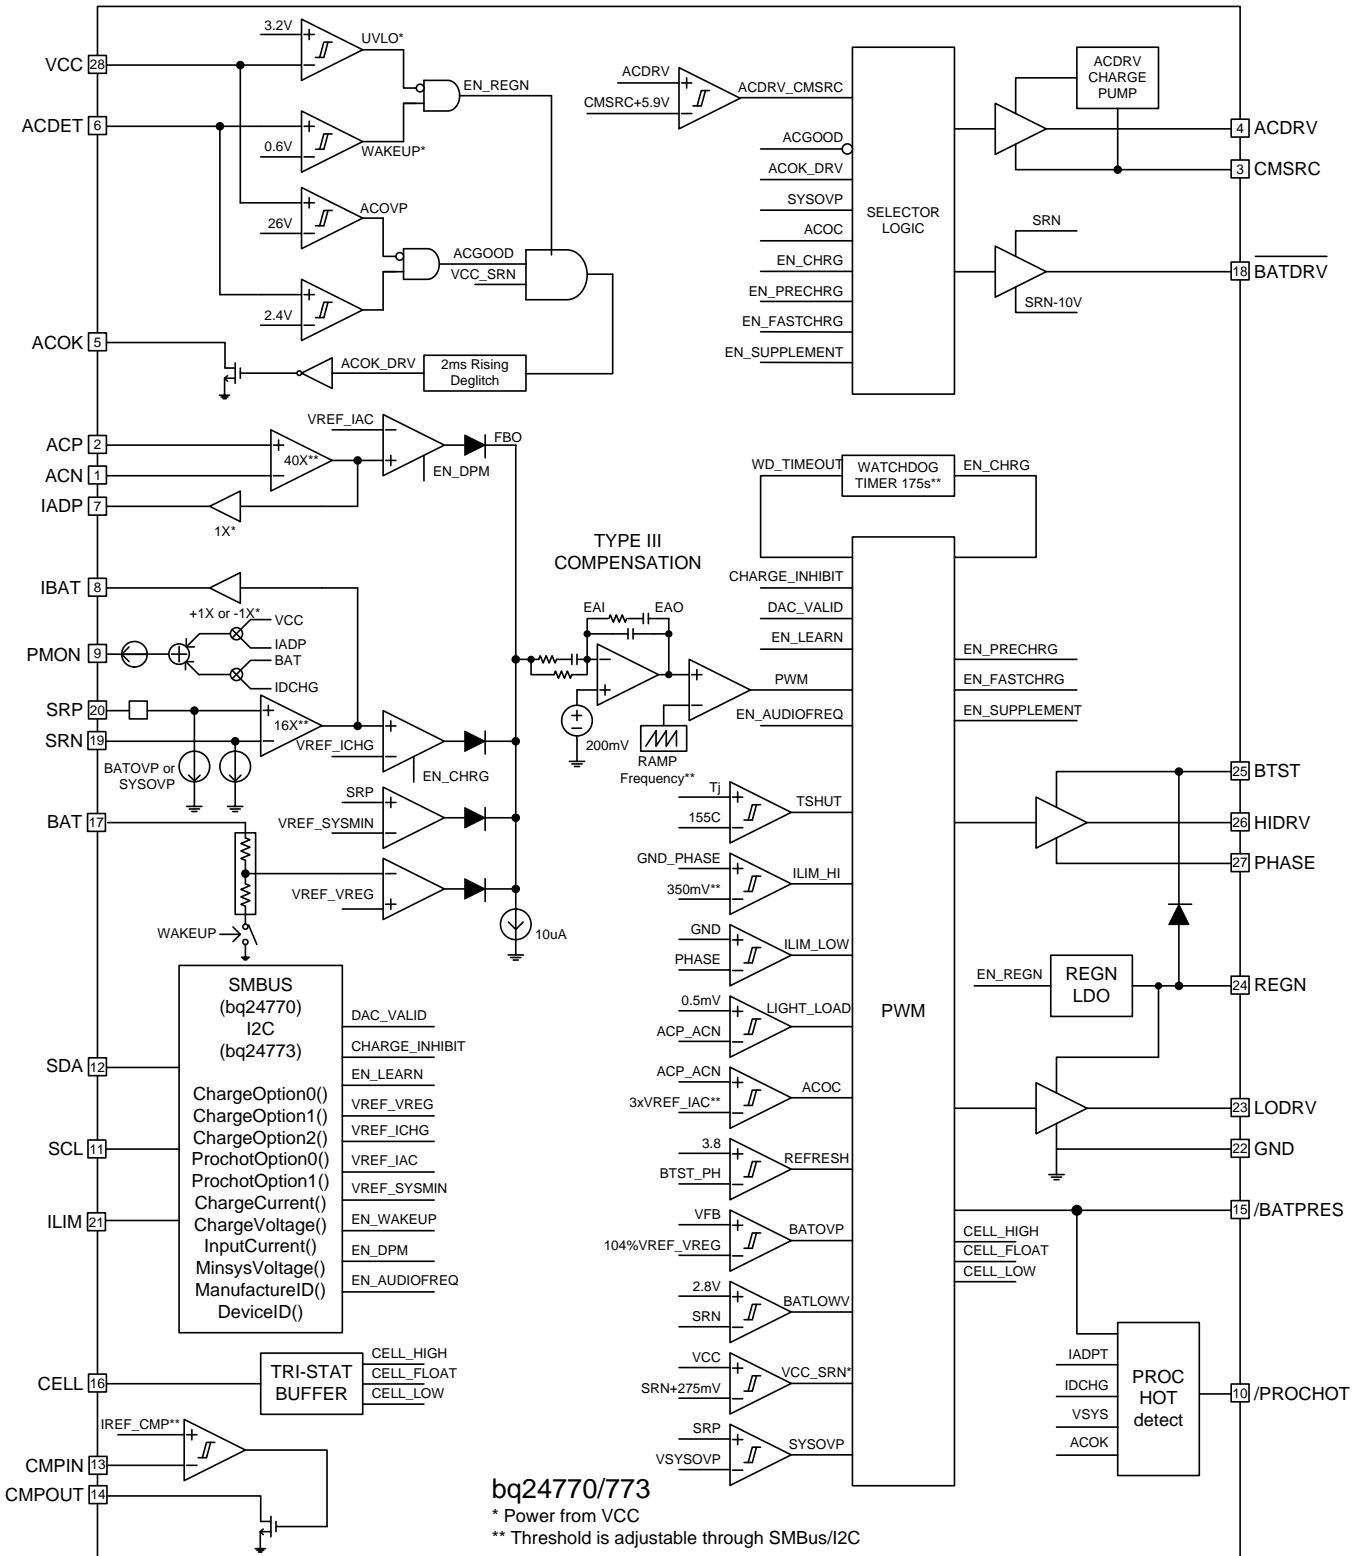 VCC 28
3.2V
UVLO*
EN_REGN
ACDET 6
0.6V
WAKEUP*
ACOVP
26V
ACGOOD
VCC_SRN
2.4V
ACOK 5
ACOK_DRV
2ms Rising
Deglitch
ACDRV
CMSRC+5.9V
ACDRV_CMSRC
ACGOOD
ACOK_DRV
SYSOVP
ACOC
EN_CHRG
EN_PRECHRG
EN_FASTCHRG
EN_SUPPLEMENT
SELECTOR
LOGIC
ACDRV
CHARGE
PUMP
4 ACDRV
3 CMSRC
SRN
18 BATDRV
SRN-10V
ACP 2
ACN 1
IADP 7
40X**
1X*
VREF_IAC
EN_DPM
FBO
WD_TIMEOUT
WATCHDOG
TIMER 175s**
EN_CHRG
TYPE III
COMPENSATION
IBAT 8
+1X or -1X*
VCC
IADP
PMON 9
BAT
IDCHG
SRP 20
SRN 19
16X**
VREF_ICHG
EN_CHRG
BATOVP or
SYSOVP
SRP
VREF_SYSMIN
BAT 17
VREF_VREG
WAKEUP
10uA
EAI
EAO
200mV
RAMP
Frequency**
CHARGE_INHIBIT
DAC_VALID
EN_LEARN
PWM
EN_AUDIOFREQ
Tj
155C
TSHUT
GND_PHASE
350mV**
ILIM_HI
GND
PHASE
ILIM_LOW
0.5mV
ACP_ACN
LIGHT_LOAD
ACP_ACN
3xVREF_IAC**
ACOC
3.8
BTST_PH
REFRESH
VFB
104%VREF_VREG
BATOVP
2.8V
SRN
BATLOWV
VCC
SRN+275mV
VCC_SRN*
SRP
VSYSOVP
SYSOVP
PWM
EN_PRECHRG
EN_FASTCHRG
EN_SUPPLEMENT
25 BTST
26 HIDRV
27 PHASE
EN_REGN
REGN
LDO
24 REGN
23 LODRV
22 GND
15 /BATPRES
CELL_HIGH
CELL_FLOAT
CELL_LOW
IADPT
IDCHG
VSYS
ACOK
PROC
HOT
detect
10 /PROCHOT
SMBUS
(bq24770)
I2C
(bq24773)
ChargeOption0()
ChargeOption1()
ChargeOption2()
ProchotOption0()
ProchotOption1()
ChargeCurrent()
ChargeVoltage()
InputCurrent()
MinsysVoltage()
ManufactureID()
DeviceID()
SDA 12
SCL 11
ILIM 21
DAC_VALID
CHARGE_INHIBIT
EN_LEARN
VREF_VREG
VREF_ICHG
VREF_IAC
VREF_SYSMIN
EN_WAKEUP
EN_DPM
EN_AUDIOFREQ
CELL 16
TRI-STAT
BUFFER
CELL_HIGH
CELL_FLOAT
CELL_LOW
IREF_CMP**
CMPIN 13
CMPOUT 14
bq24770/773
* Power from VCC
** Threshold is adjustable through SMBus/I2C